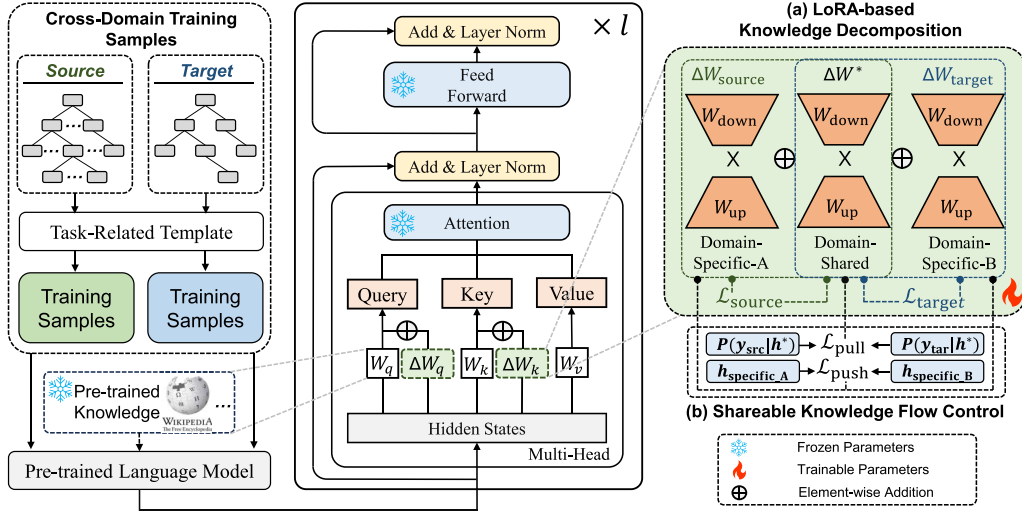 Cross-Domain Training
Samples
Source
Target
Task-Related Template
Training
Samples
Training
Samples
Pre-trained
Knowledge
WIKIPEDIA
The Free Encyclopedia
...
Pre-trained Language Model
× l
Add & Layer Norm
Feed
Forward
Add & Layer Norm
Attention
Query
Key
Value
W_q
ΔW_q
W_k
ΔW_k
W_v
Hidden States
Multi-Head
(a) LoRA-based
Knowledge Decomposition
ΔW_source
ΔW*
ΔW_target
W_down
W_down
W_down
X
X
X
W_up
W_up
W_up
Domain-
Specific-A
Domain-
Shared
Domain-
Specific-B
ℒ_source
ℒ_target
P(y_src|h*)
ℒ_pull
P(y_tar|h*)
h_specific_A
ℒ_push
h_specific_B
(b) Shareable Knowledge Flow Control
Frozen Parameters
Trainable Parameters
Element-wise Addition